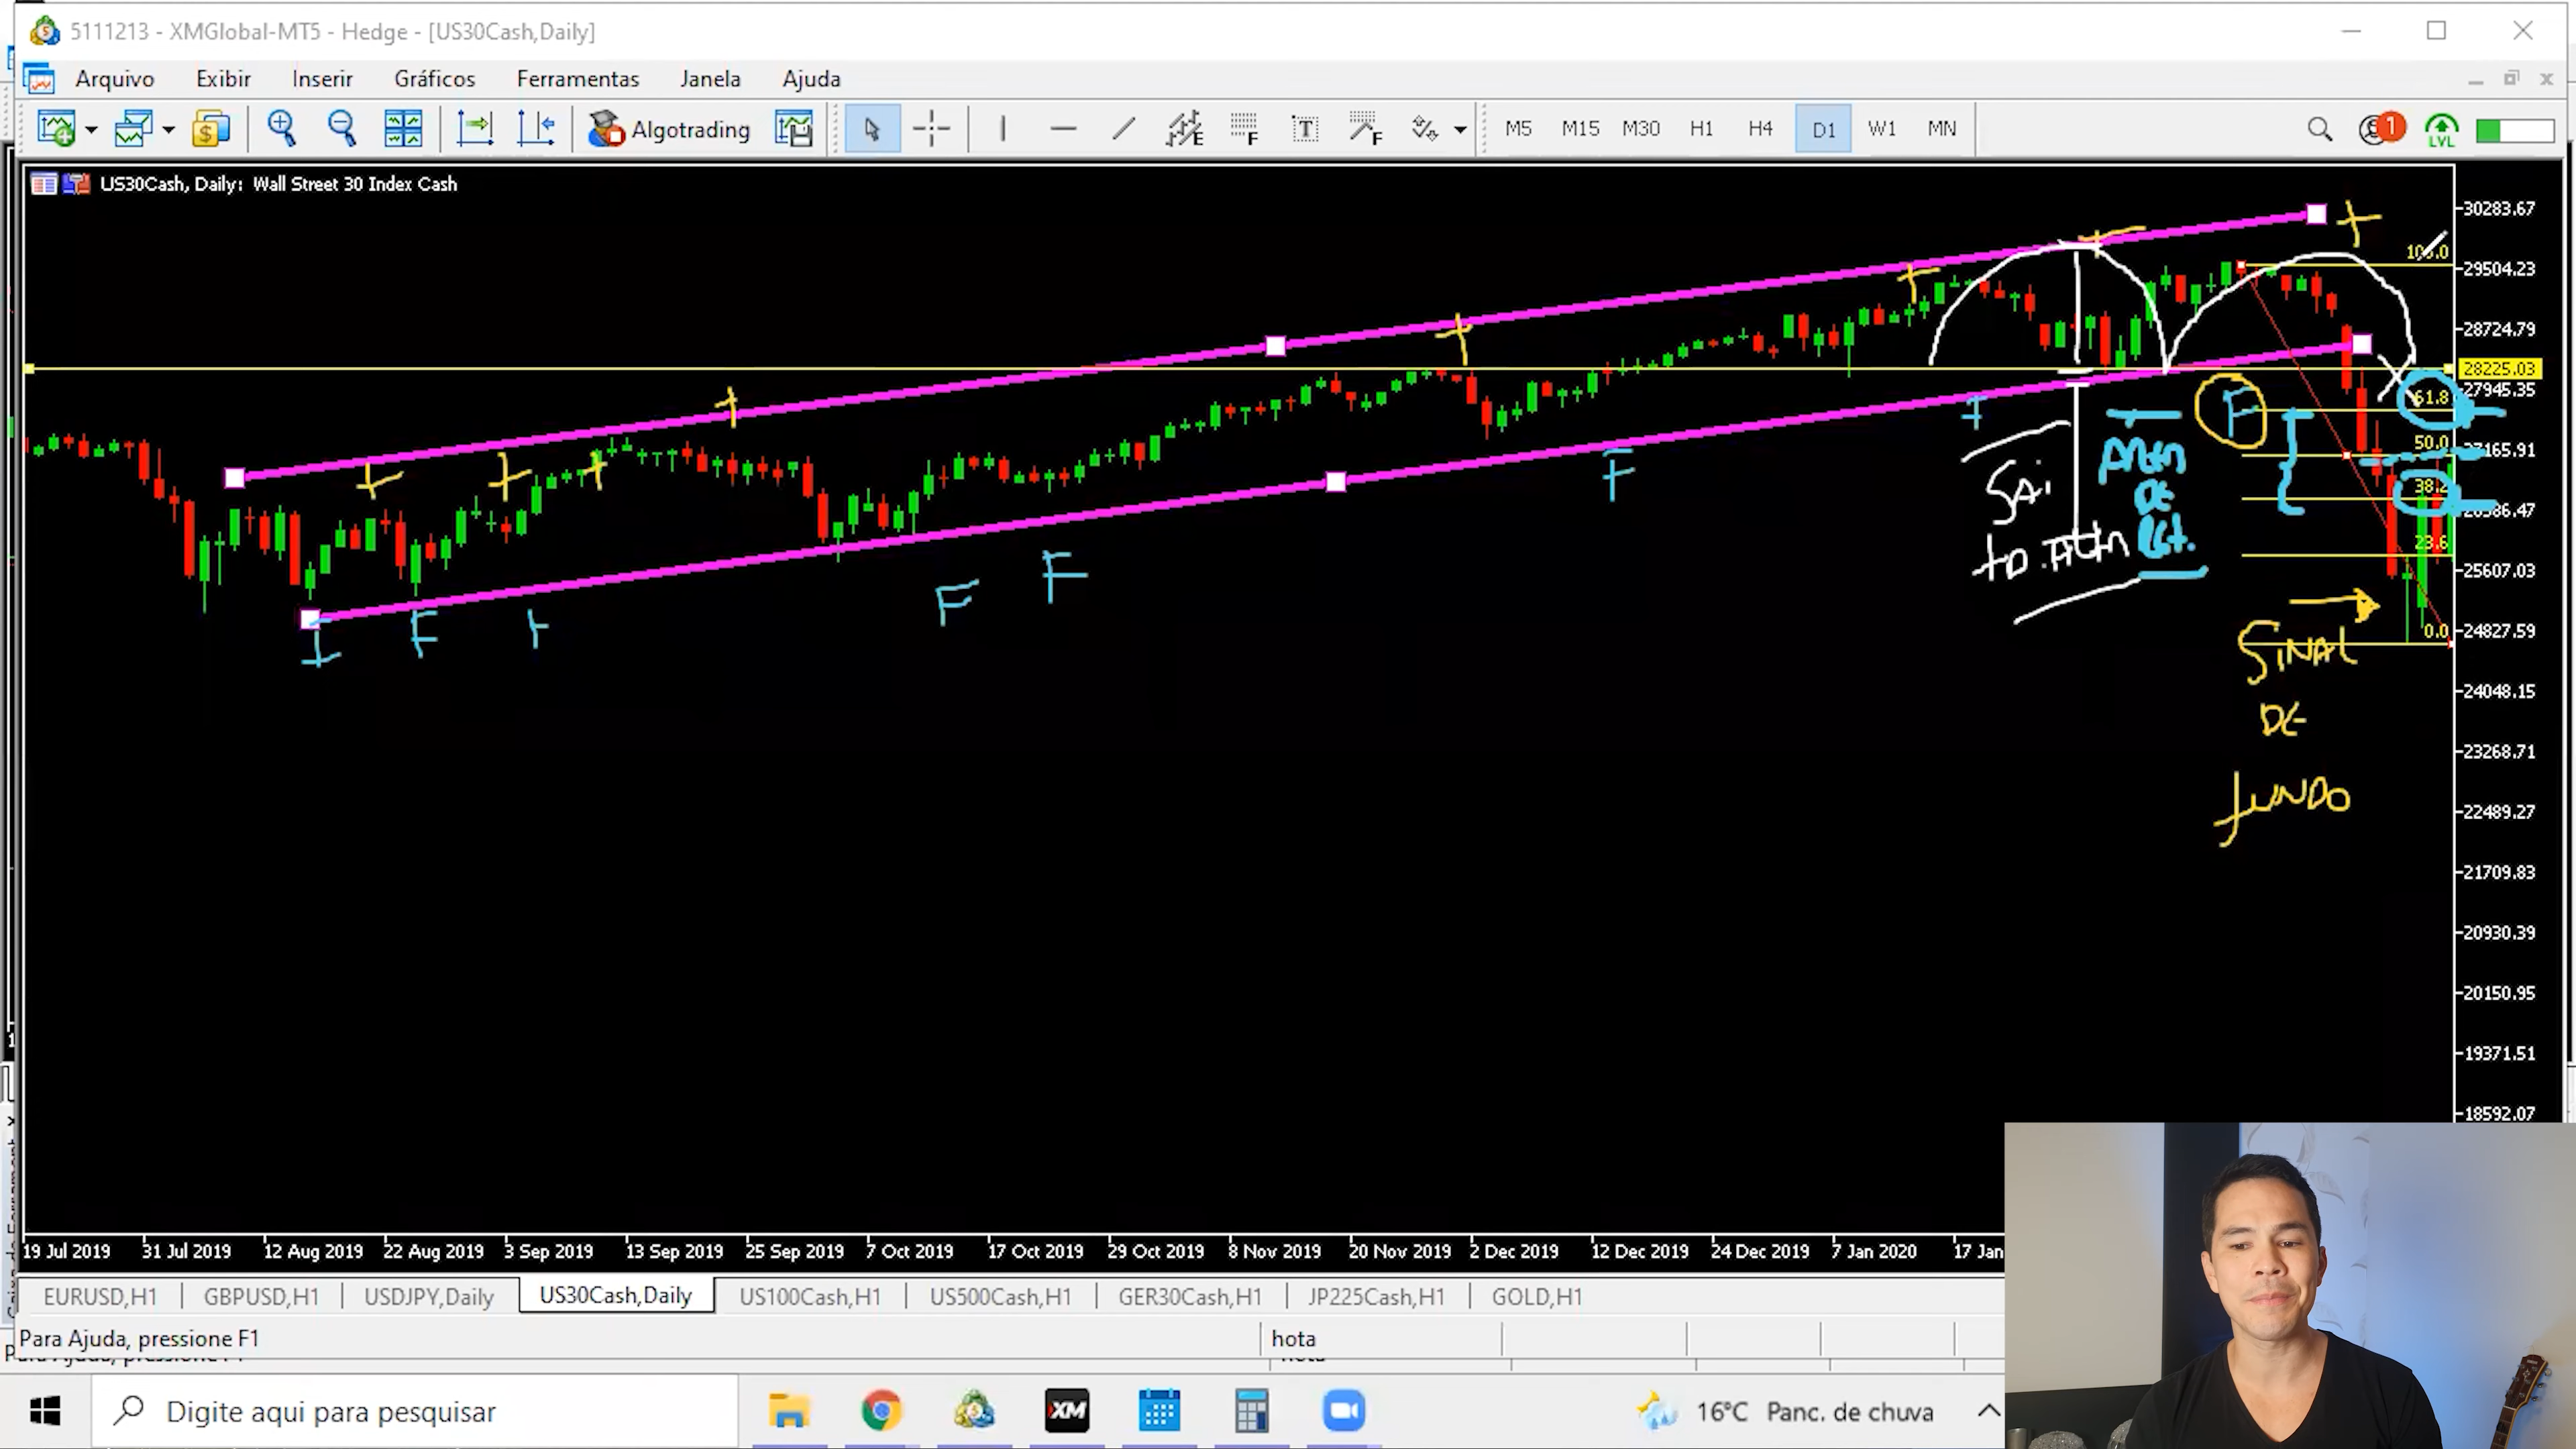 5111213 - XMGlobal-MT5 - Hedge - [US30Cash,Daily]
Arquivo Exibir Inserir Gráficos Ferramentas Janela Ajuda
Algotrading M5 M15 M30 H1 H4 D1 W1 MN 1
LVL
US30Cash, Daily: Wall Street 30 Index Cash
30283.67
29504.23
28724.79
28225.03
27945.35
61.8
50.0
27165.91
38.2
26386.47
23.6
25607.03
0.0
24827.59
24048.15
23268.71
22489.27
21709.83
20930.39
20150.95
19371.51
18592.07
F
F
F
F
F
SAi
DE
SiNAL
DE
fUNDO
19 Jul 2019 31 Jul 2019 12 Aug 2019 22 Aug 2019 3 Sep 2019 13 Sep 2019 25 Sep 2019 7 Oct 2019 17 Oct 2019 29 Oct 2019 8 Nov 2019 20 Nov 2019 2 Dec 2019 12 Dec 2019 24 Dec 2019 7 Jan 2020 17 Jan
EURUSD,H1 GBPUSD,H1 USDJPY,Daily US30Cash,Daily US100Cash,H1 US500Cash,H1 GER30Cash,H1 JP225Cash,H1 GOLD,H1
Para Ajuda, pressione F1 hota
Digite aqui para pesquisar XM 16°C Panc. de chuva